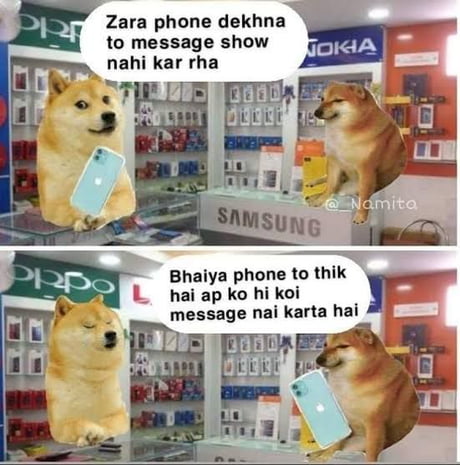 OPPO
Zara phone dekhna
to message show
nahi kar rha
NOKIA
@ Namita
SAMSUNG
OPPO
Bhaiya phone to thik
hai ap ko hi koi
message nai karta hai